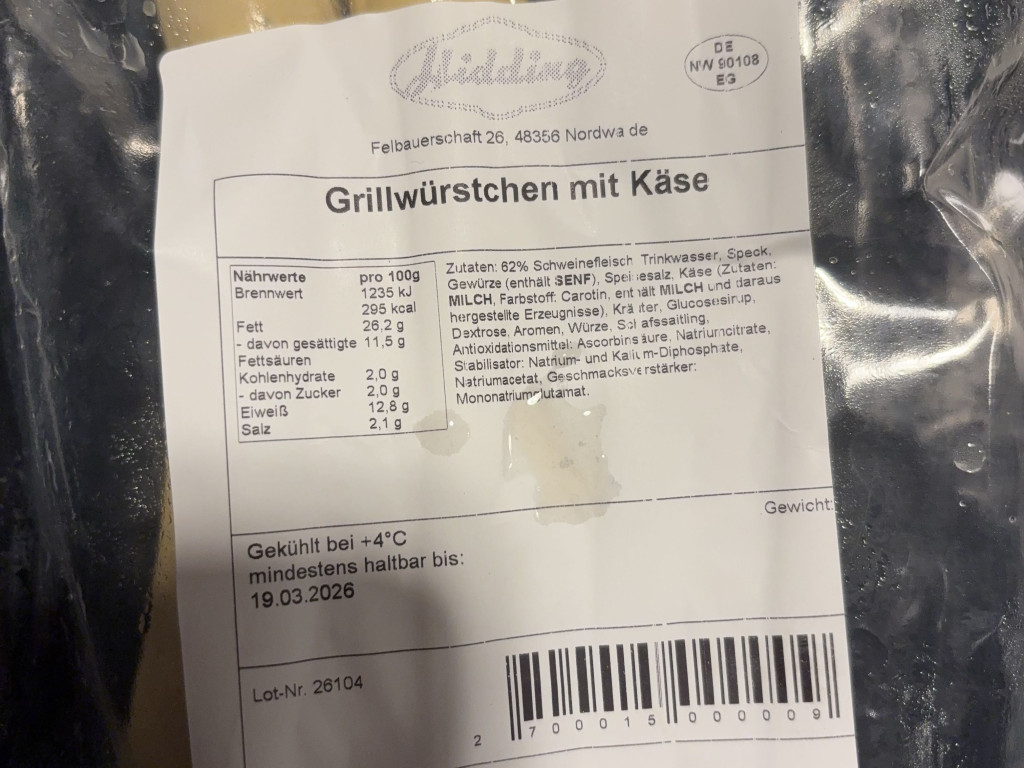 Hidding
DE
NW 90108
EG
Felbauerschaft 26, 48356 Nordwa de
Grillwürstchen mit Käse
Nährwerte pro 100g
Brennwert 1235 kJ
295 kcal
Fett 26,2 g
- davon gesättigte 11,5 g
Fettsäuren
Kohlenhydrate 2,0 g
- davon Zucker 2,0 g
Eiweiß 12,8 g
Salz 2,1 g
Zutaten: 62% Schweinefleisch Trinkwasser, Speck,
Gewürze (enthält SENF), Speisesalz, Käse (Zutaten:
MILCH, Farbstoff: Carotin, enthält MILCH und daraus
hergestellte Erzeugnisse), Kräuter, Glucosesirup,
Dextrose, Aromen, Würze, Schafssaitling,
Antioxidationsmittel: Ascorbinsäure, Natriumcitrate,
Stabilisator: Natrium- und Kalium-Diphosphate,
Natriumacetat, Geschmacksverstärker:
Mononatriumglutamat.
Gewicht:
Gekühlt bei +4°C
mindestens haltbar bis:
19.03.2026
Lot-Nr. 26104
2 700015 000009